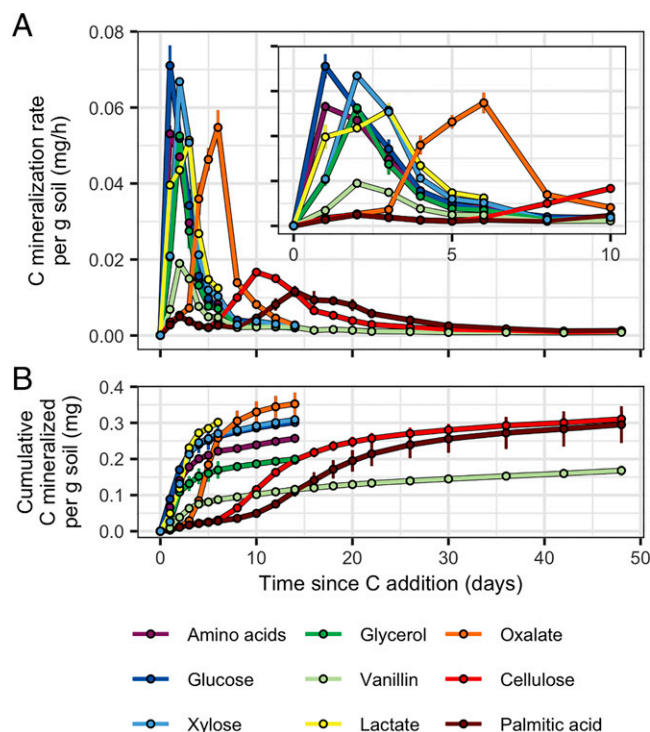 A
C mineralization rate
per g soil (mg/h)
0.08
0.06
0.04
0.02
0.00
0
5
10
B
Cumulative
C mineralized
per g soil (mg)
0.4
0.3
0.2
0.1
0.0
0 10 20 30 40 50
Time since C addition (days)
Amino acids Glycerol Oxalate
Glucose Vanillin Cellulose
Xylose Lactate Palmitic acid